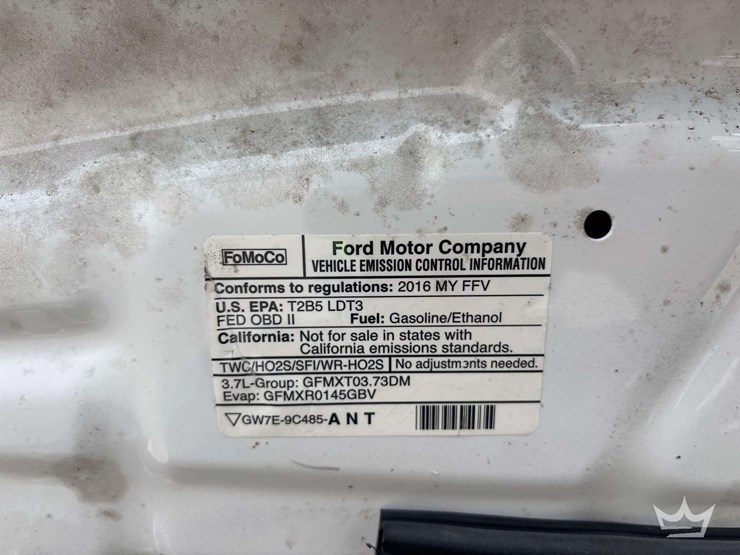 FoMoCo
Ford Motor Company
VEHICLE EMISSION CONTROL INFORMATION
Conforms to regulations: 2016 MY FFV
U.S. EPA: T2B5 LDT3
FED OBD II Fuel: Gasoline/Ethanol
California: Not for sale in states with
California emissions standards.
TWC/HO2S/SFI/WR-HO2S No adjustments needed.
3.7L-Group: GFMXT03.73DM
Evap: GFMXR0145GBV
GW7E-9C485-A N T